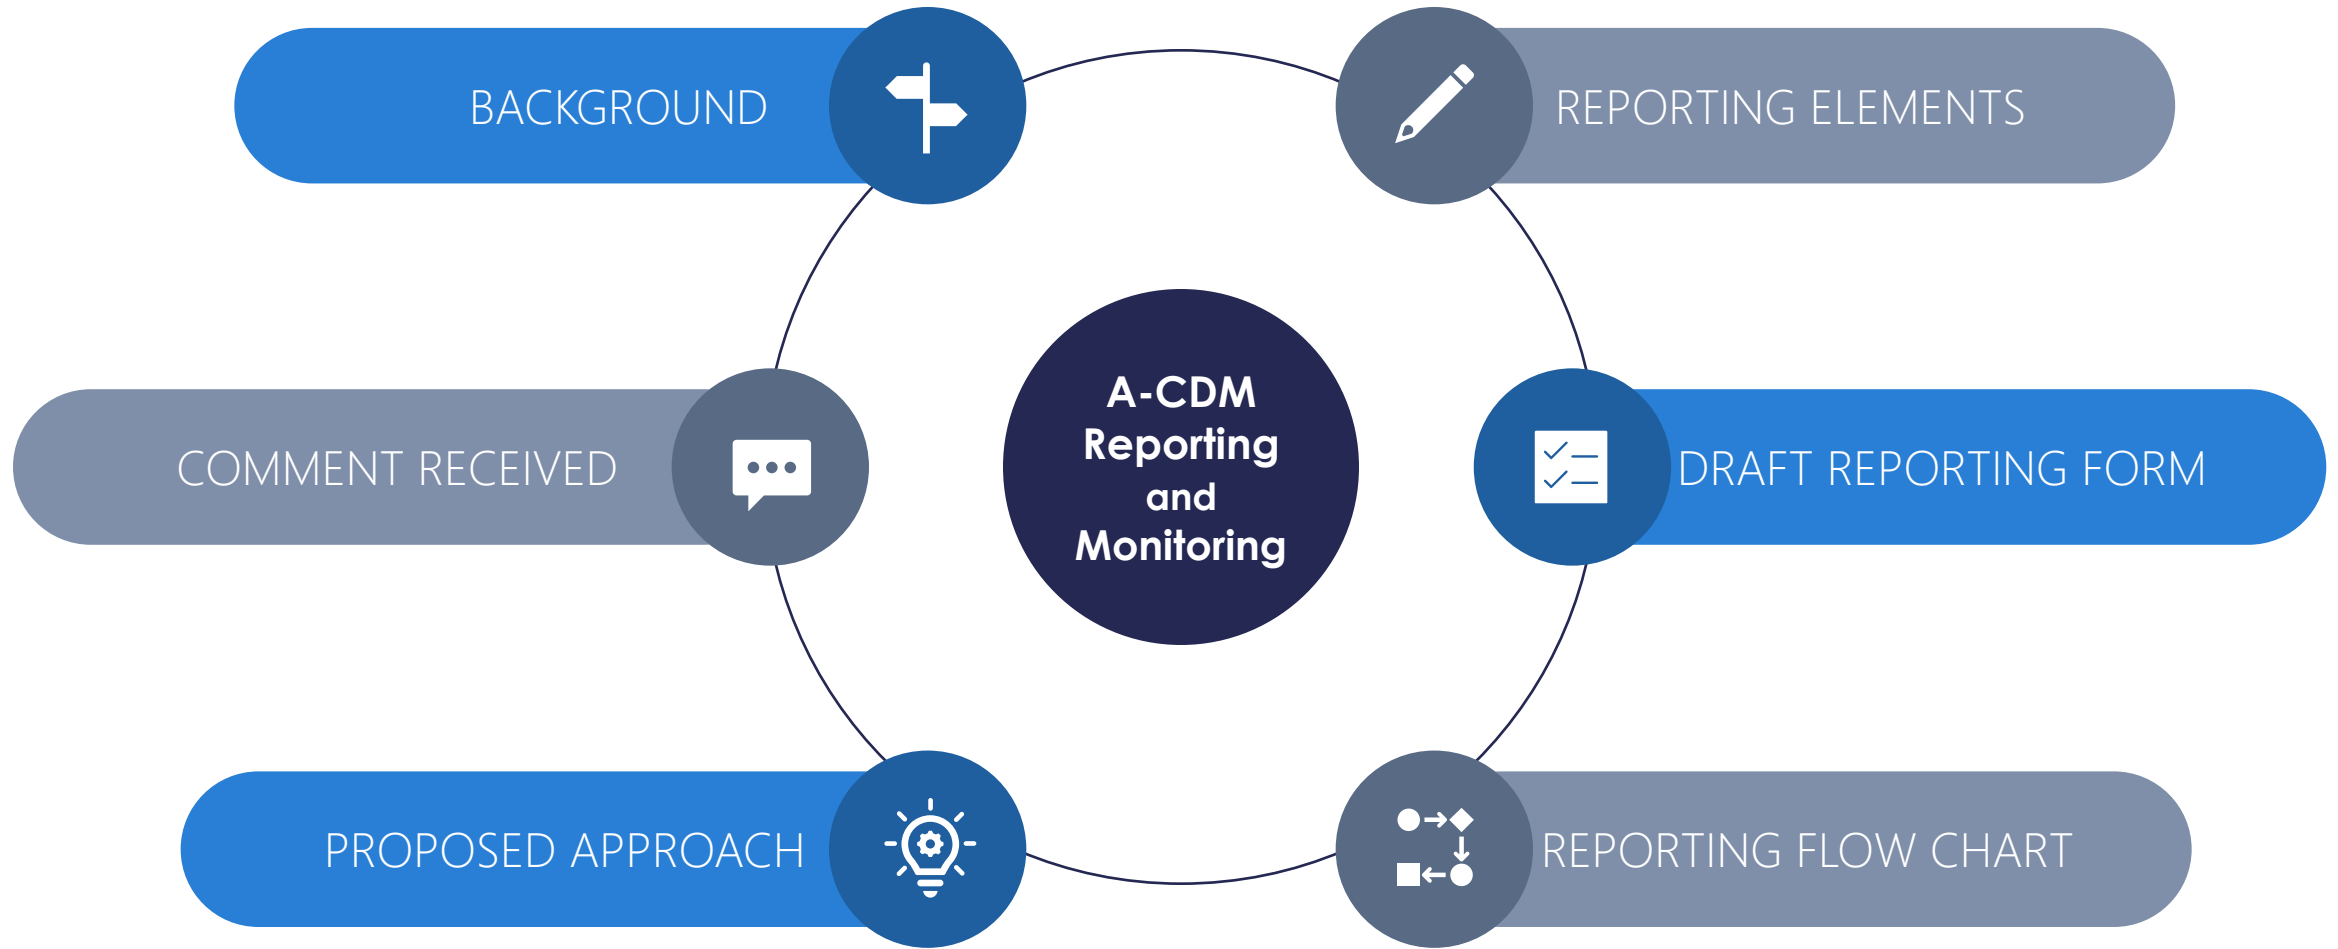 BACKGROUND
COMMENT RECEIVED
PROPOSED APPROACH
A-CDM
Reporting
and
Monitoring
REPORTING ELEMENTS
DRAFT REPORTING FORM
REPORTING FLOW CHART